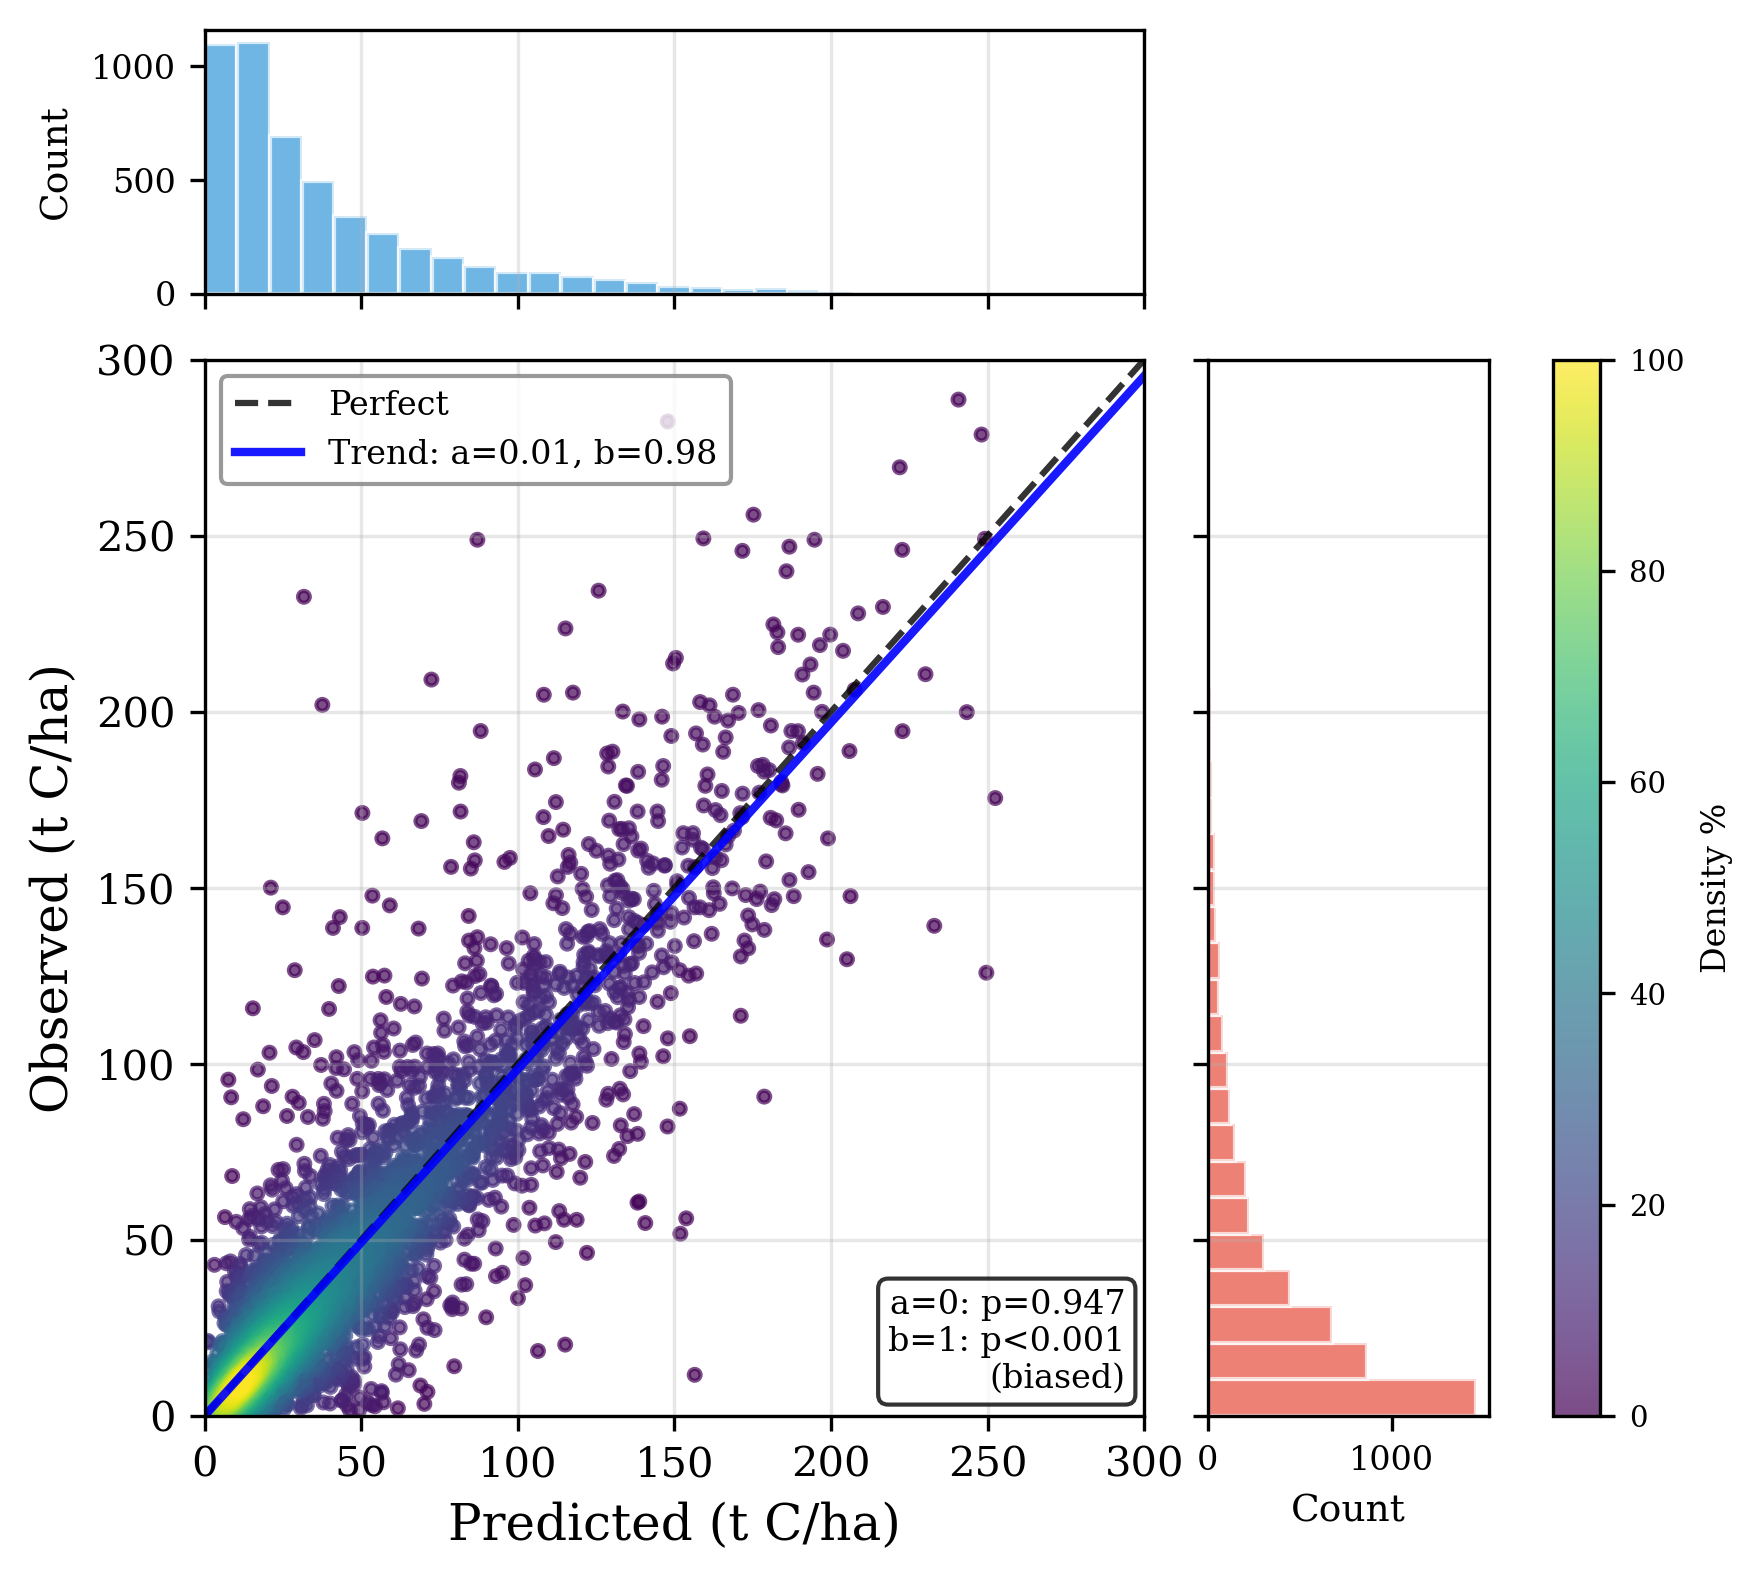 1000
500
0
Count
300
250
200
150
100
50
0
Observed (t C/ha)
Perfect
Trend: a=0.01, b=0.98
a=0: p=0.947
b=1: p<0.001
(biased)
0 50 100 150 200 250 300
Predicted (t C/ha)
0 1000
Count
100
80
60
40
20
0
Density %